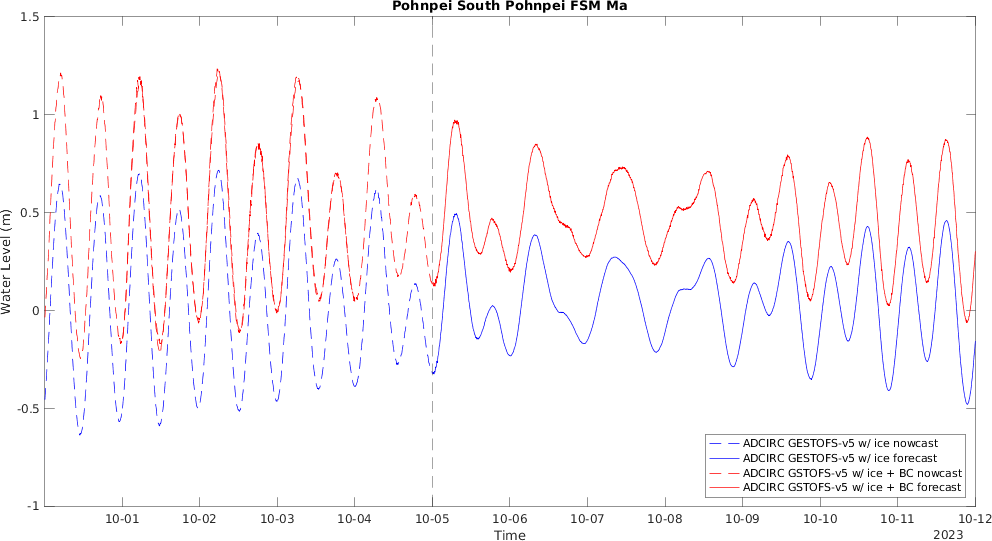 Pohnpei South Pohnpei FSM Ma
1.5
1
0.5
0
-0.5
-1
Water Level (m)
10-01
10-02
10-03
10-04
10-05
10-06
10-07
10-08
10-09
10-10
10-11
10-12
Time
2023
ADCIRC GESTOFS-v5 w/ ice nowcast
ADCIRC GESTOFS-v5 w/ ice forecast
ADCIRC GSTOFS-v5 w/ ice + BC nowcast
ADCIRC GSTOFS-v5 w/ ice + BC forecast